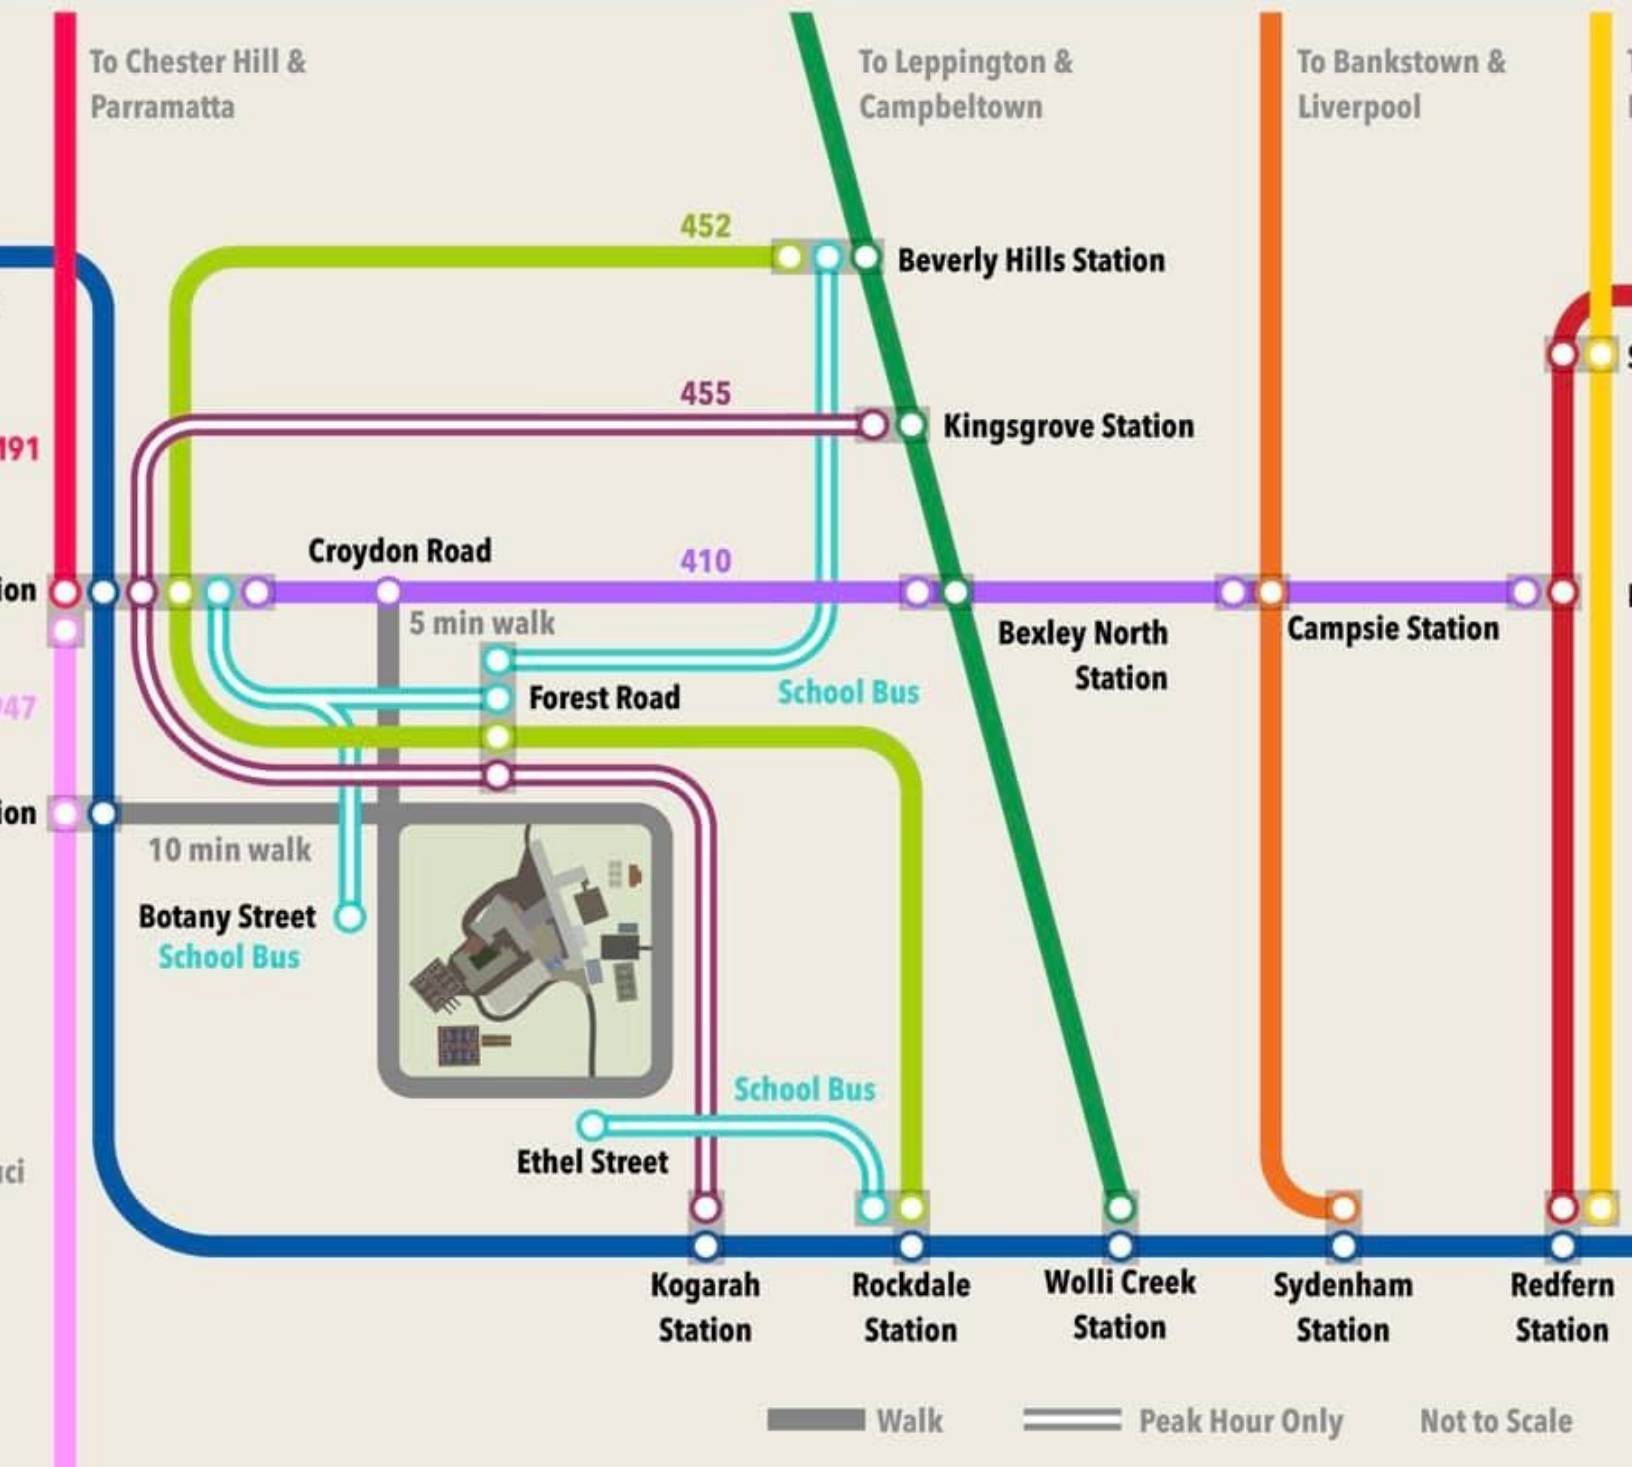 To Chester Hill &
Parramatta
To Leppington &
Campbeltown
To Bankstown &
Liverpool
452
Beverly Hills Station
455
Kingsgrove Station
Croydon Road
410
5 min walk
Bexley North
Station
Campsie Station
Forest Road
School Bus
10 min walk
Botany Street
School Bus
School Bus
Ethel Street
Kogarah
Station
Rockdale
Station
Wolli Creek
Station
Sydenham
Station
Redfern
Station
Walk
Peak Hour Only
Not to Scale